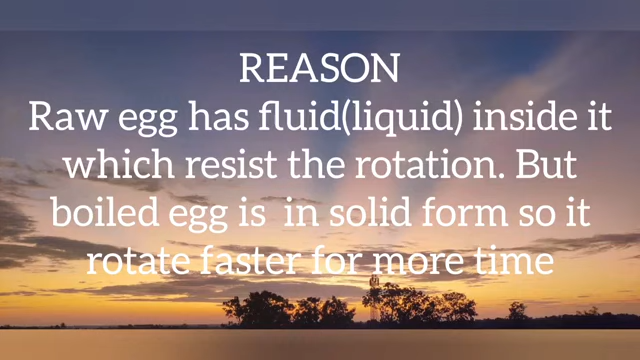 REASON
Raw egg has fluid(liquid) inside it
which resist the rotation. But
boiled egg is  in solid form so it
rotate faster for more time